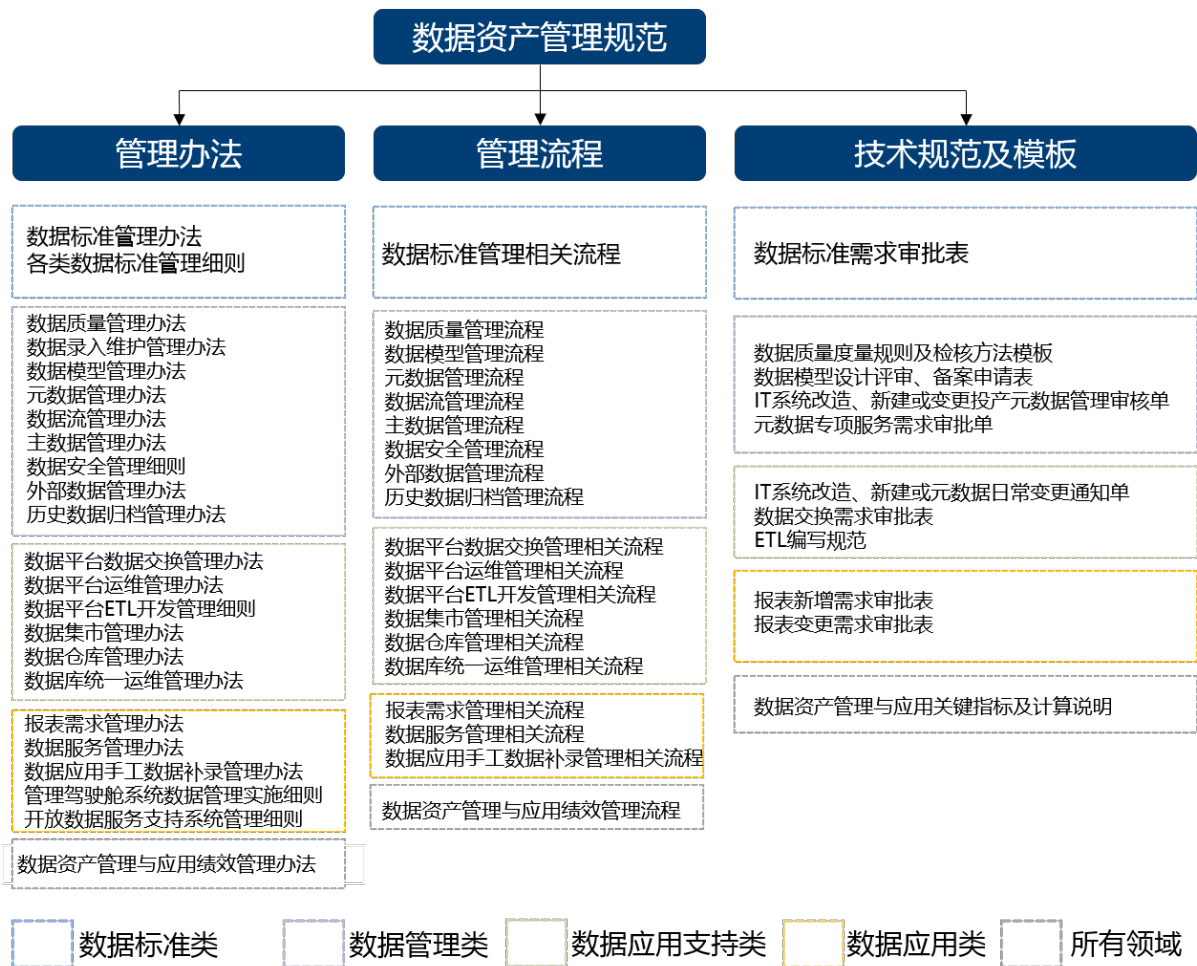 数据资产管理规范
管理办法
管理流程
技术规范及模板
数据标准管理办法
各类数据标准管理细则
数据质量管理办法
数据录入维护管理办法
数据模型管理办法
元数据管理办法
数据流管理办法
主数据管理办法
数据安全管理细则
外部数据管理办法
历史数据归档管理办法
数据平台数据交换管理办法
数据平台运维管理办法
数据平台ETL开发管理细则
数据集市管理办法
数据仓库管理办法
数据库统一运维管理办法
报表需求管理办法
数据服务管理办法
数据应用手工数据补录管理办法
管理驾驶舱系统数据管理实施细则
开放数据服务支持系统管理细则
数据资产管理与应用绩效管理办法
数据标准管理相关流程
数据质量管理流程
数据模型管理流程
元数据管理流程
数据流管理流程
主数据管理流程
数据安全管理流程
外部数据管理流程
历史数据归档管理流程
数据平台数据交换管理相关流程
数据平台运维管理相关流程
数据平台ETL开发管理相关流程
数据集市管理相关流程
数据仓库管理相关流程
数据库统一运维管理相关流程
报表需求管理相关流程
数据服务管理相关流程
数据应用手工数据补录管理相关流程
数据资产管理与应用绩效管理流程
数据标准需求审批表
数据质量度量规则及检核方法模板
数据模型设计评审、备案申请表
IT系统改造、新建或变更投产元数据管理审核单
元数据专项服务需求审批单
IT系统改造、新建或元数据日常变更通知单
数据交换需求审批表
ETL编写规范
报表新增需求审批表
报表变更需求审批表
数据资产管理与应用关键指标及计算说明
数据标准类
数据管理类
数据应用支持类
数据应用类
所有领域